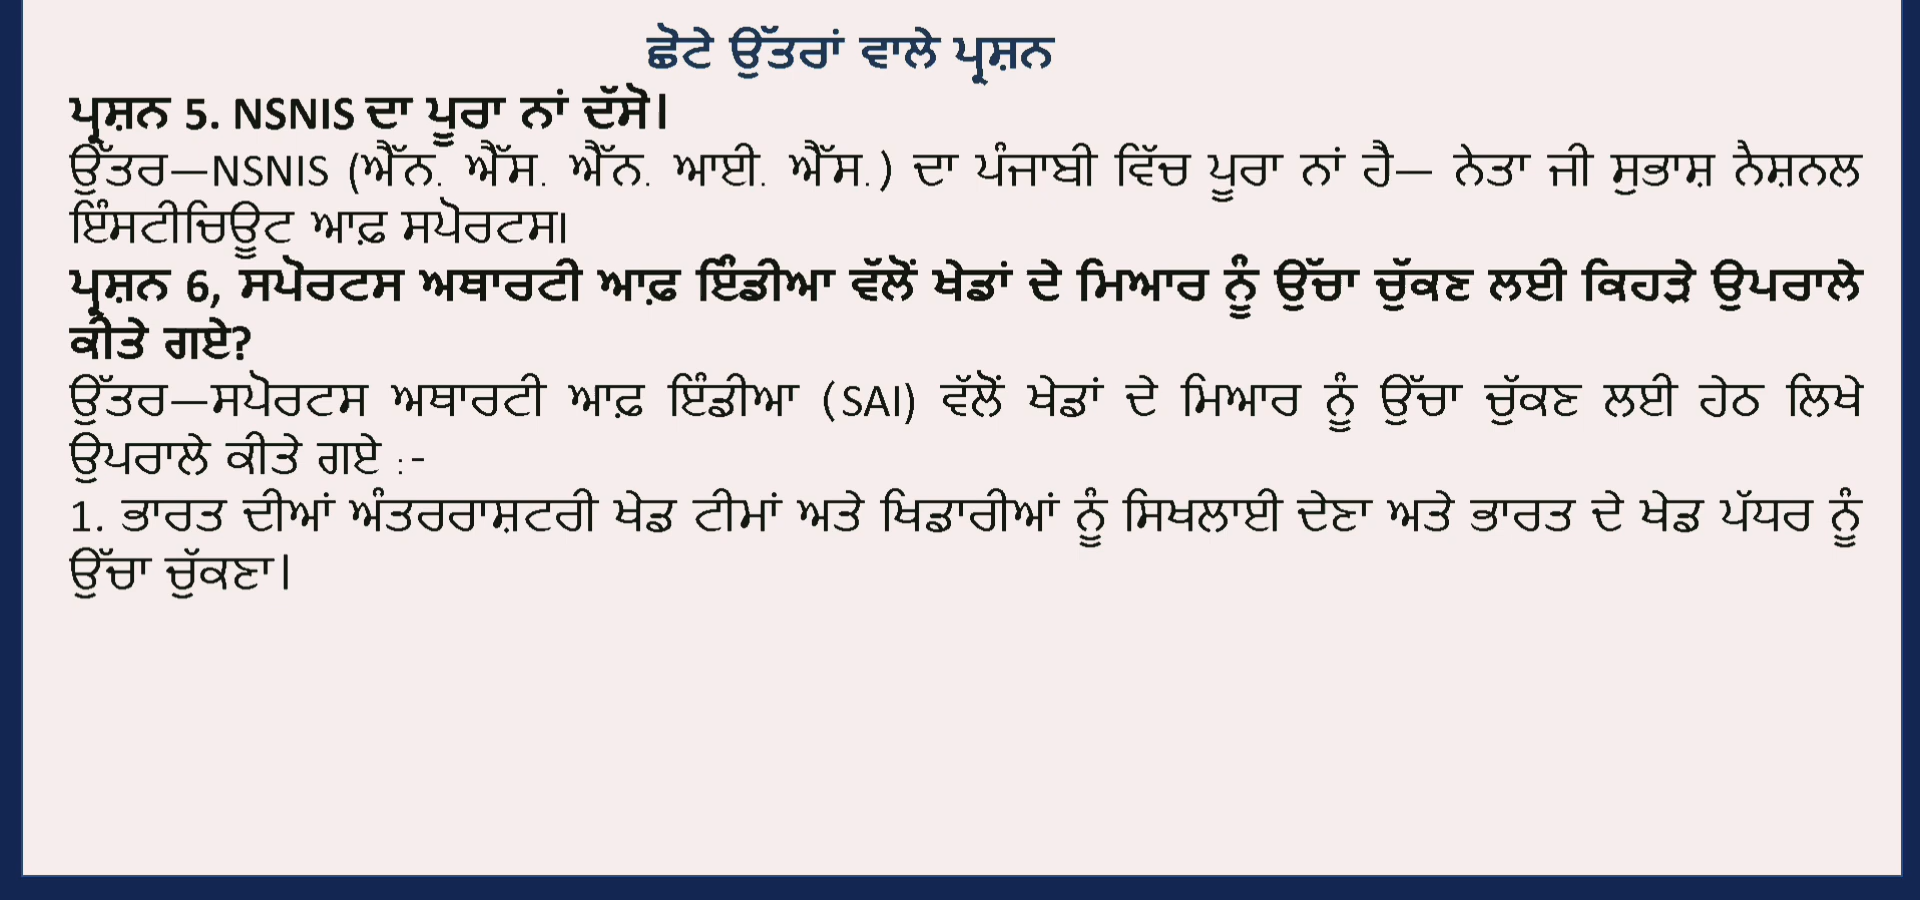 ਛੋਟੇ ਉੱਤਰਾਂ ਵਾਲੇ ਪ੍ਰਸ਼ਨ
ਪ੍ਰਸ਼ਨ 5. NSNIS ਦਾ ਪੂਰਾ ਨਾਂ ਦੱਸੋ।
ਉੱਤਰ—NSNIS (ਐੱਨ. ਐੱਸ. ਐੱਨ. ਆਈ. ਐੱਸ.) ਦਾ ਪੰਜਾਬੀ ਵਿੱਚ ਪੂਰਾ ਨਾਂ ਹੈ— ਨੇਤਾ ਜੀ ਸੁਭਾਸ਼ ਨੈਸ਼ਨਲ
ਇੰਸਟੀਚਿਊਟ ਆਫ਼ ਸਪੋਰਟਸ।
ਪ੍ਰਸ਼ਨ 6, ਸਪੋਰਟਸ ਅਥਾਰਟੀ ਆਫ਼ ਇੰਡੀਆ ਵੱਲੋਂ ਖੇਡਾਂ ਦੇ ਮਿਆਰ ਨੂੰ ਉੱਚਾ ਚੁੱਕਣ ਲਈ ਕਿਹੜੇ ਉਪਰਾਲੇ
ਕੀਤੇ ਗਏ?
ਉੱਤਰ—ਸਪੋਰਟਸ ਅਥਾਰਟੀ ਆਫ਼ ਇੰਡੀਆ (SAI) ਵੱਲੋਂ ਖੇਡਾਂ ਦੇ ਮਿਆਰ ਨੂੰ ਉੱਚਾ ਚੁੱਕਣ ਲਈ ਹੇਠ ਲਿਖੇ
ਉਪਰਾਲੇ ਕੀਤੇ ਗਏ :-
1. ਭਾਰਤ ਦੀਆਂ ਅੰਤਰਰਾਸ਼ਟਰੀ ਖੇਡ ਟੀਮਾਂ ਅਤੇ ਖਿਡਾਰੀਆਂ ਨੂੰ ਸਿਖਲਾਈ ਦੇਣਾ ਅਤੇ ਭਾਰਤ ਦੇ ਖੇਡ ਪੱਧਰ ਨੂੰ
ਉੱਚਾ ਚੁੱਕਣਾ।